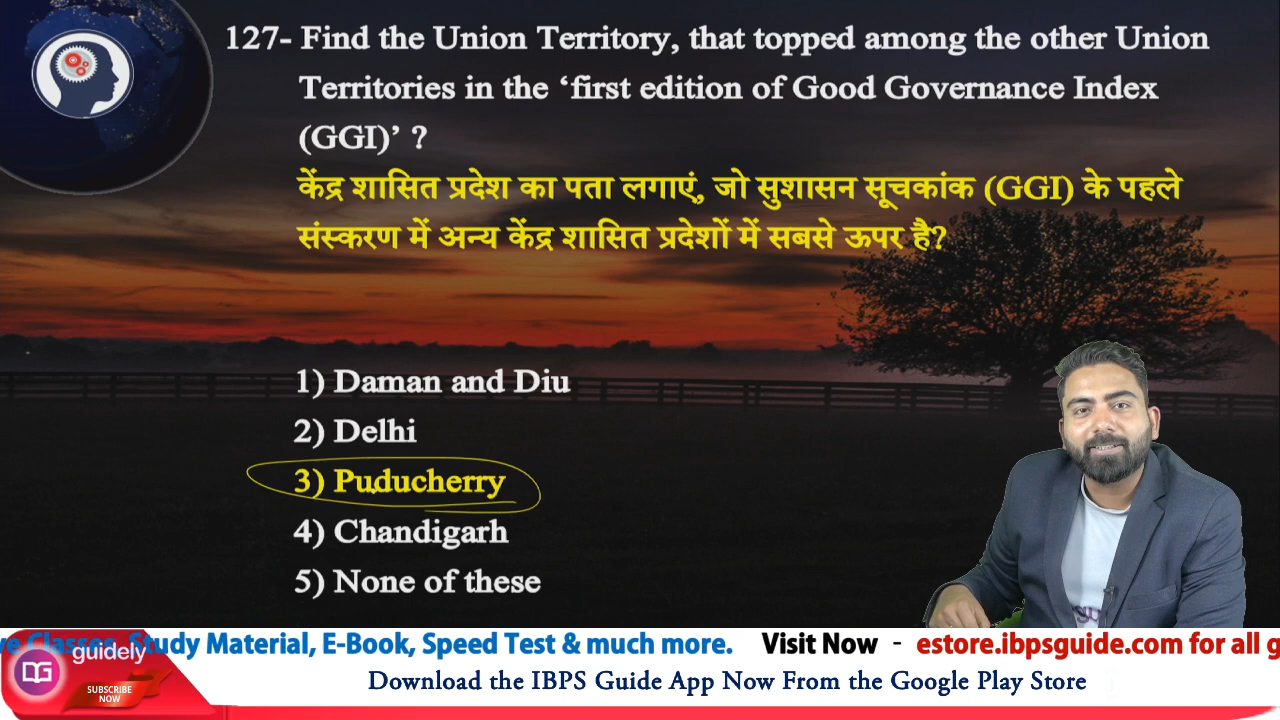 127- Find the Union Territory, that topped among the other Union
Territories in the ‘first edition of Good Governance Index
(GGI)’ ?
केंद्र शासित प्रदेश का पता लगाएं, जो सुशासन सूचकांक (GGI) के पहले
संस्करण में अन्य केंद्र शासित प्रदेशों में सबसे ऊपर है?
1) Daman and Diu
2) Delhi
3) Puducherry
4) Chandigarh
5) None of these
ve Classes, Study Material, E-Book, Speed Test & much more. Visit Now - estore.ibpsguide.com for all g
guidely
SUBSCRIBE
NOW
Download the IBPS Guide App Now From the Google Play Store